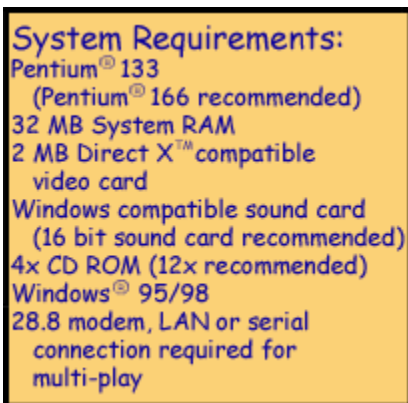 System Requirements:
Pentium® 133
(Pentium® 166 recommended)
32 MB System RAM
2 MB Direct X™ compatible
video card
Windows compatible sound card
(16 bit sound card recommended)
4x CD ROM (12x recommended)
Windows® 95/98
28.8 modem, LAN or serial
connection required for
multi-play